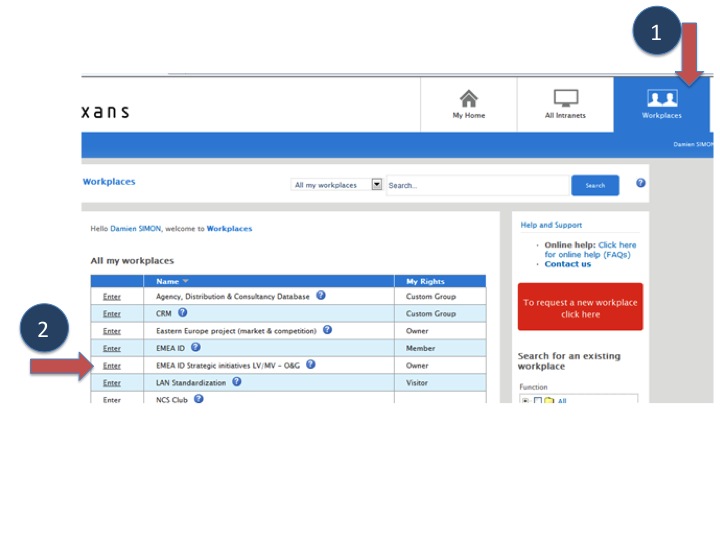 1
xans
My Home
All Intranets
Workplaces
Damien SIMON
Workplaces
All my workplaces
Search...
Search
?
Hello Damien SIMON, welcome to Workplaces
All my workplaces
Name
My Rights
Enter
Agency, Distribution & Consultancy Database ?
Custom Group
Enter
CRM ?
Custom Group
Enter
Eastern Europe project (market & competition) ?
Owner
Enter
EMEA ID ?
Member
Enter
EMEA ID Strategic initiatives LV/MV - O&G ?
Owner
Enter
LAN Standardization ?
Visitor
Enter
NCS Club ?
2
Help and Support
Online help: Click here
for online help (FAQs)
Contact us
To request a new workplace
click here
Search for an existing
workplace
Function
All